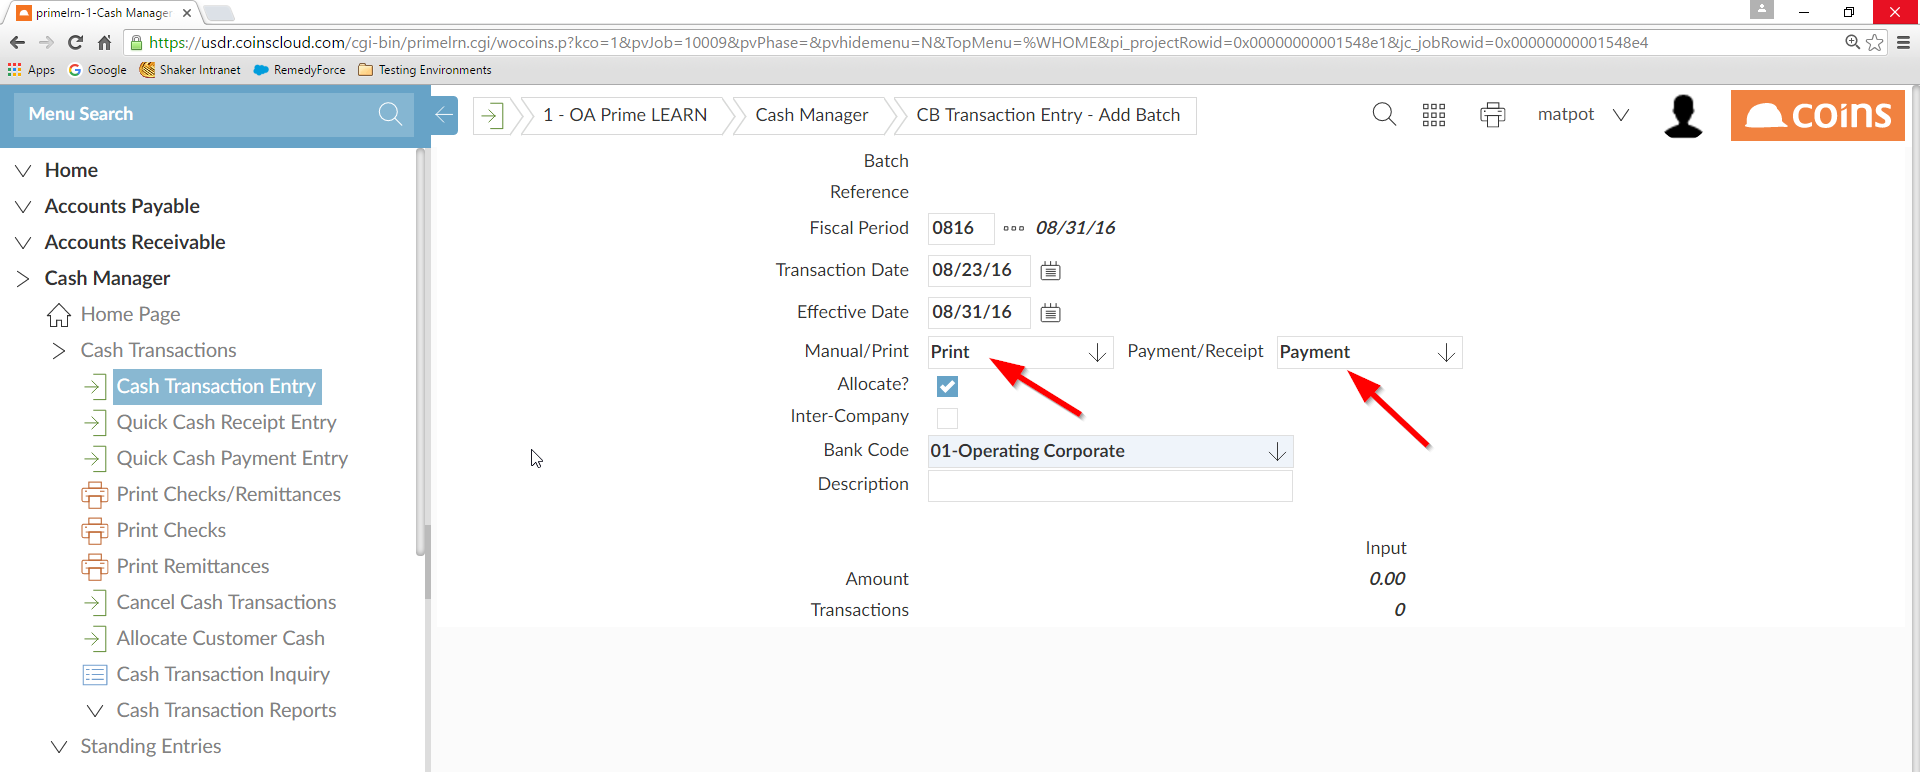 primelrn-1-Cash Manager
https://usdr.coinscloud.com/cgi-bin/primelrn.cgi/wocoins.p?kco=1&pvJob=10009&pvPhase=&pvhidemenu=N&TopMenu=%WHOME&pi_projectRowid=0x00000000001548e1&jc_jobRowid=0x00000000001548e4
Apps Google Shaker Intranet RemedyForce Testing Environments
Menu Search
1 - OA Prime LEARN Cash Manager CB Transaction Entry - Add Batch
matpot
coins
Home
Accounts Payable
Accounts Receivable
Cash Manager
Home Page
Cash Transactions
Cash Transaction Entry
Quick Cash Receipt Entry
Quick Cash Payment Entry
Print Checks/Remittances
Print Checks
Print Remittances
Cancel Cash Transactions
Allocate Customer Cash
Cash Transaction Inquiry
Cash Transaction Reports
Standing Entries
Batch
Reference
Fiscal Period 0816 08/31/16
Transaction Date 08/23/16
Effective Date 08/31/16
Manual/Print Print Payment/Receipt Payment
Allocate?
Inter-Company
Bank Code 01-Operating Corporate
Description
Input
Amount 0.00
Transactions 0